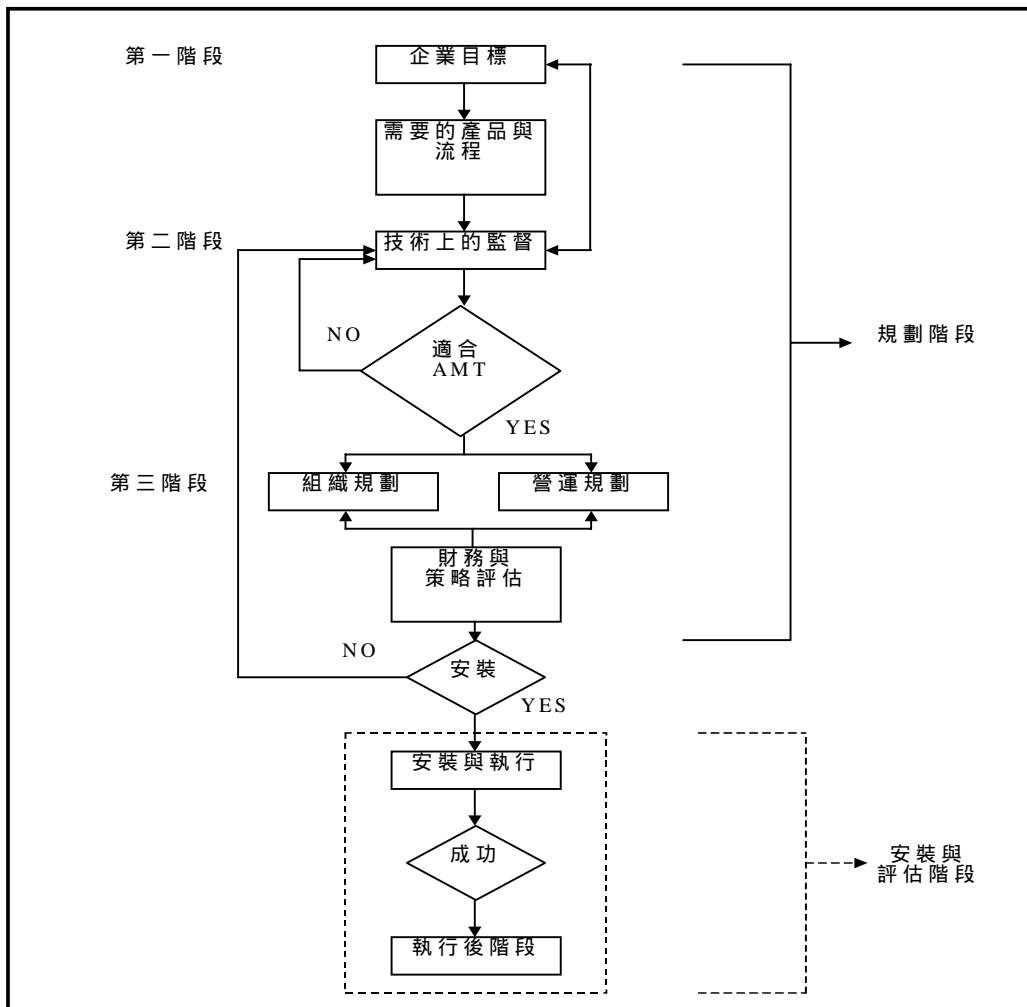 第一階段
企業目標
需要的產品與
流程
第二階段
技術上的監督
NO
適合
AMT
規劃階段
YES
第三階段
組織規劃
營運規劃
財務與
策略評估
NO
安裝
YES
安裝與執行
成功
安裝與
評估階段
執行後階段